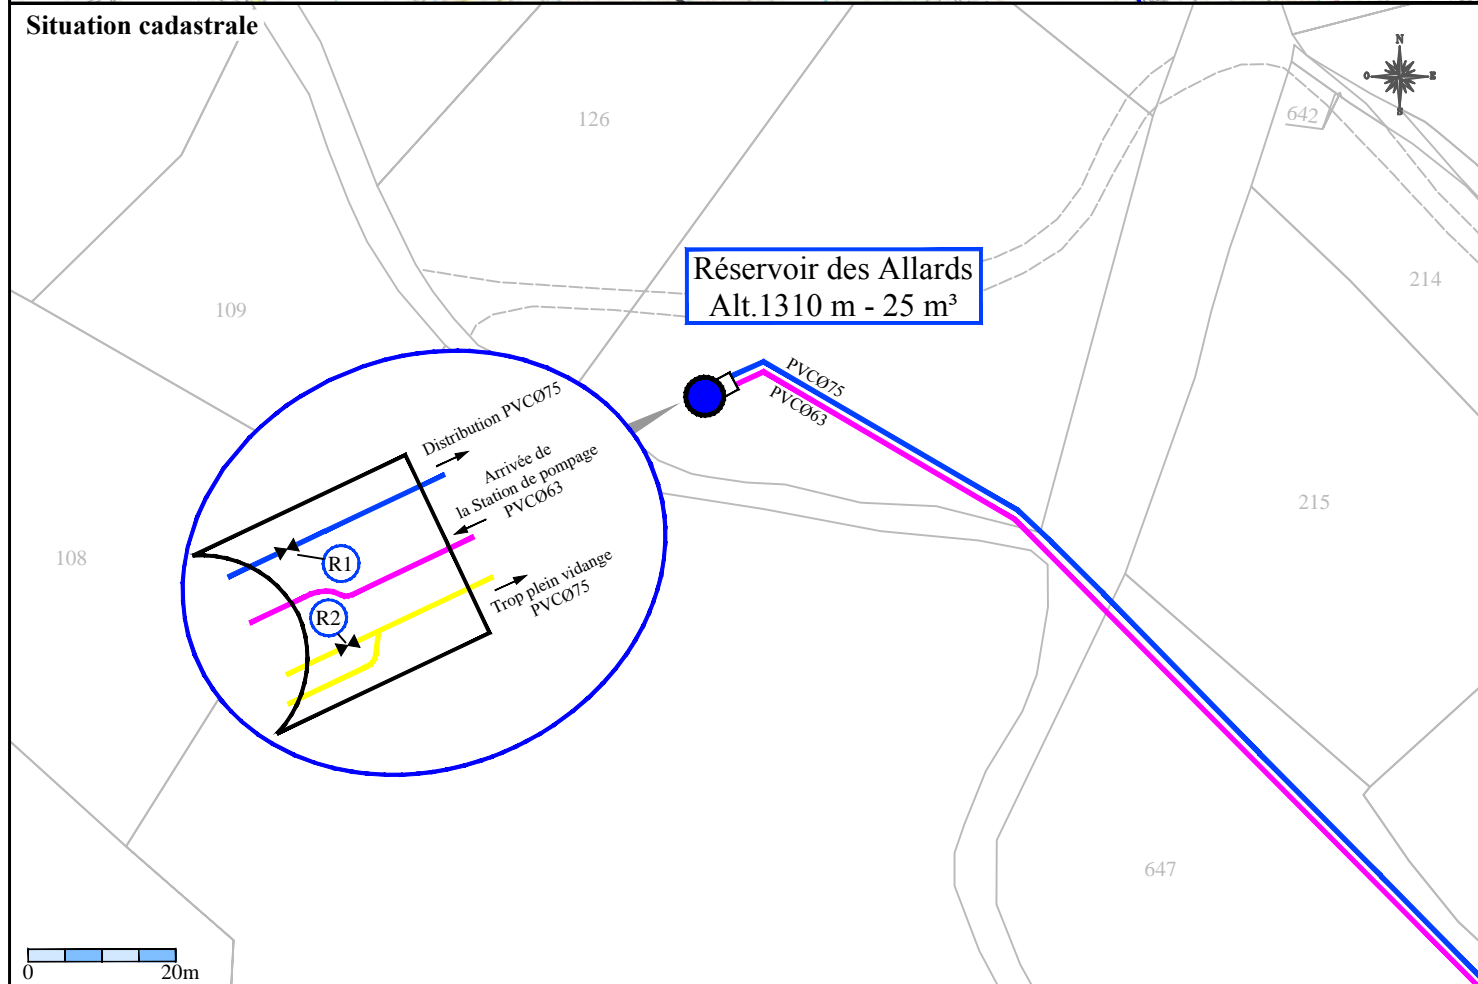 Situation cadastrale
N
O
E
S
126
642
109
214
Réservoir des Allards
Alt.1310 m - 25 m³
PVCØ75
PVCØ63
Distribution PVCØ75
Arrivée de
la Station de pompage
PVCØ63
R1
R2
Trop plein vidange
PVCØ75
215
108
647
0
20m